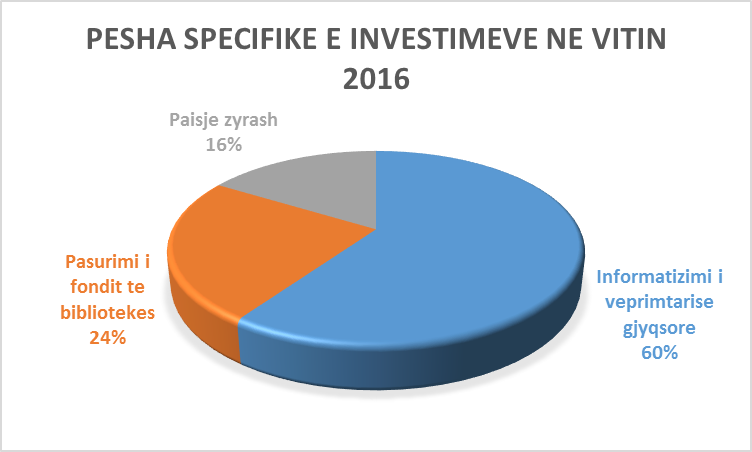 PESHA SPECIFIKE E INVESTIMEVE NE VITIN
2016
Paisje zyrash
16%
Pasurimi i
fondit te
bibliotekes
24%
Informatizimi i
veprimtarise
gjyqsore
60%